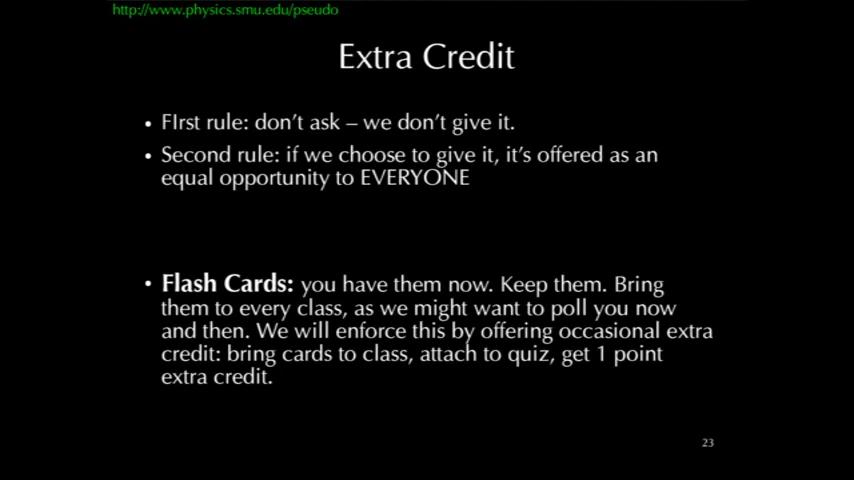 http://www.physics.smu.edu/pseudo
Extra Credit
• FIrst rule: don't ask – we don't give it.
• Second rule: if we choose to give it, it's offered as an
equal opportunity to EVERYONE
• Flash Cards: you have them now. Keep them. Bring
them to every class, as we might want to poll you now
and then. We will enforce this by offering occasional extra
credit: bring cards to class, attach to quiz, get 1 point
extra credit.
23